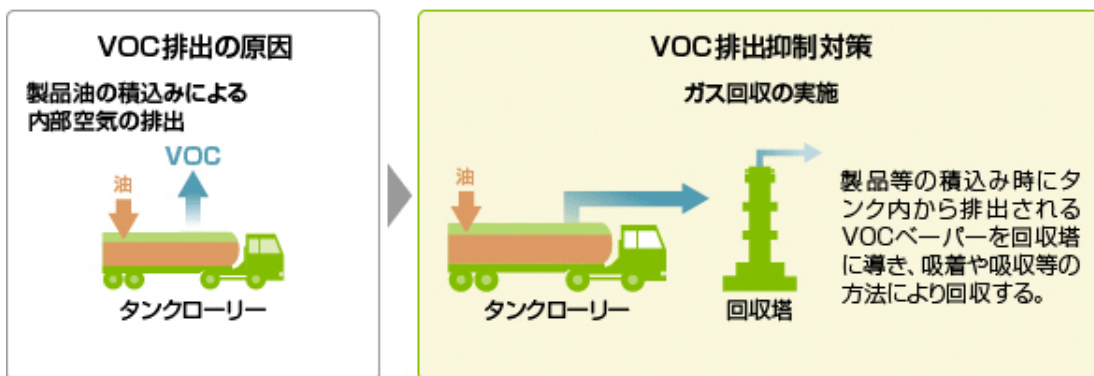 VOC排出の原因
製品油の積込みによる
内部空気の排出
VOC
油
タンクローリー
VOC排出抑制対策
ガス回収の実施
油
タンクローリー
回収塔
製品等の積込み時にタ
ンク内から排出される
VOCベーパーを回収塔
に導き、吸着や吸収等の
方法により回収する。